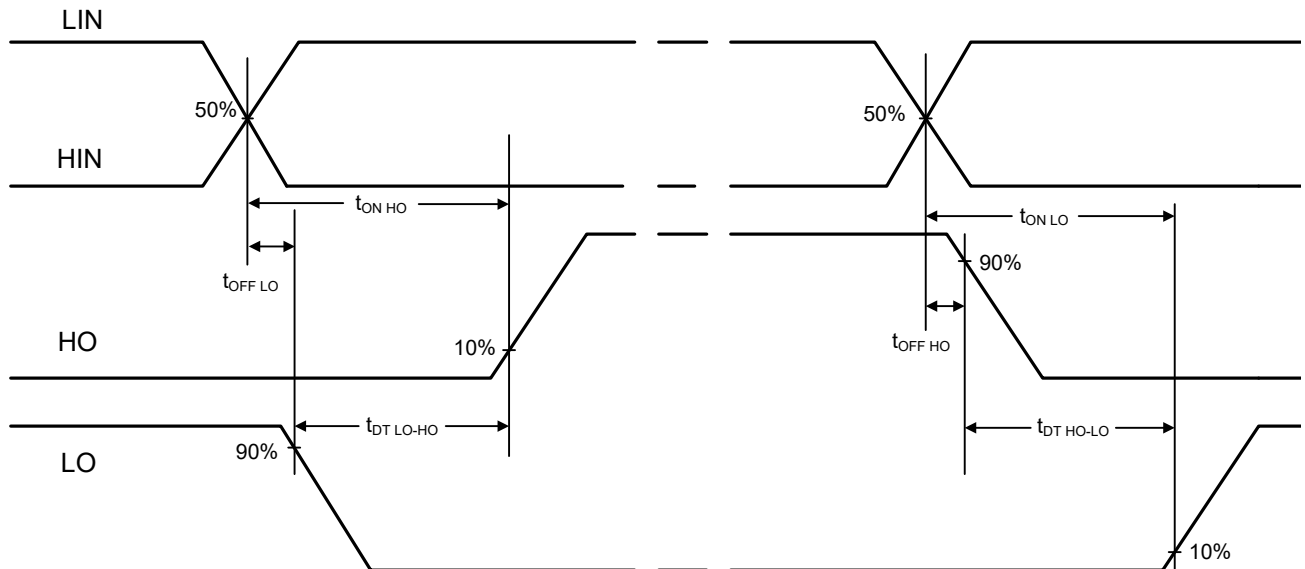 LIN
50%
50%
HIN
tON HO
tON LO
tOFF LO
90%
tOFF HO
HO
10%
tDT LO-HO
tDT HO-LO
90%
LO
10%